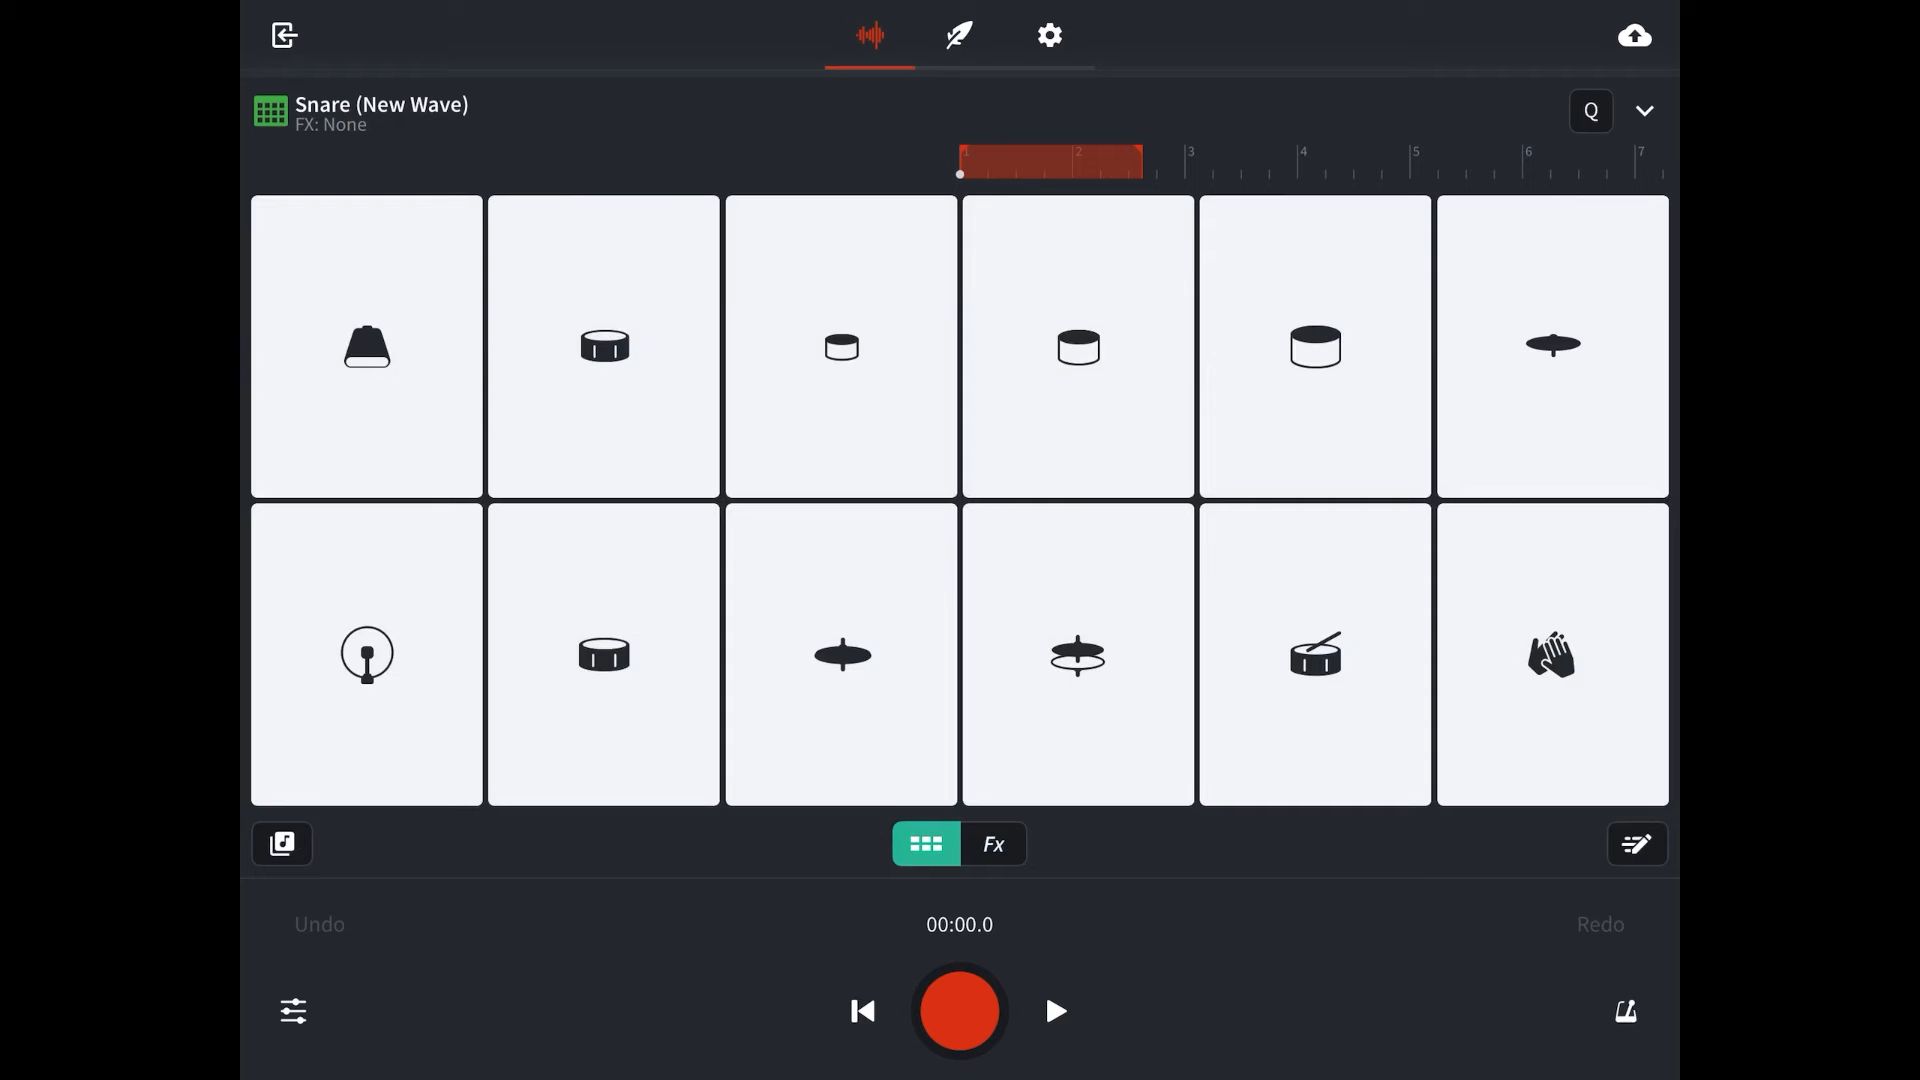 Snare (New Wave)
FX: None
Q
1 2 3 4 5 6 7
Fx
Undo 00:00.0 Redo